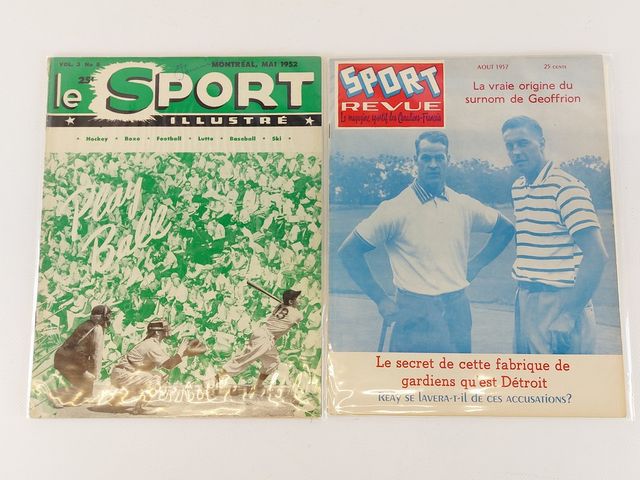 VOL. 3 No 8
MONTRÉAL, MAI 1952
25¢
le SPORT
ILLUSTRÉ
Hockey • Boxe • Football • Lutte • Baseball • Ski
Play
Ball
18
AOUT 1957
25 CENTS
SPORT
REVUE
Le magazine sportif des Canadiens-Français
La vraie origine du
surnom de Geoffrion
Le secret de cette fabrique de
gardiens qu'est Détroit
REAY SE LAVERA-T-IL DE CES ACCUSATIONS?